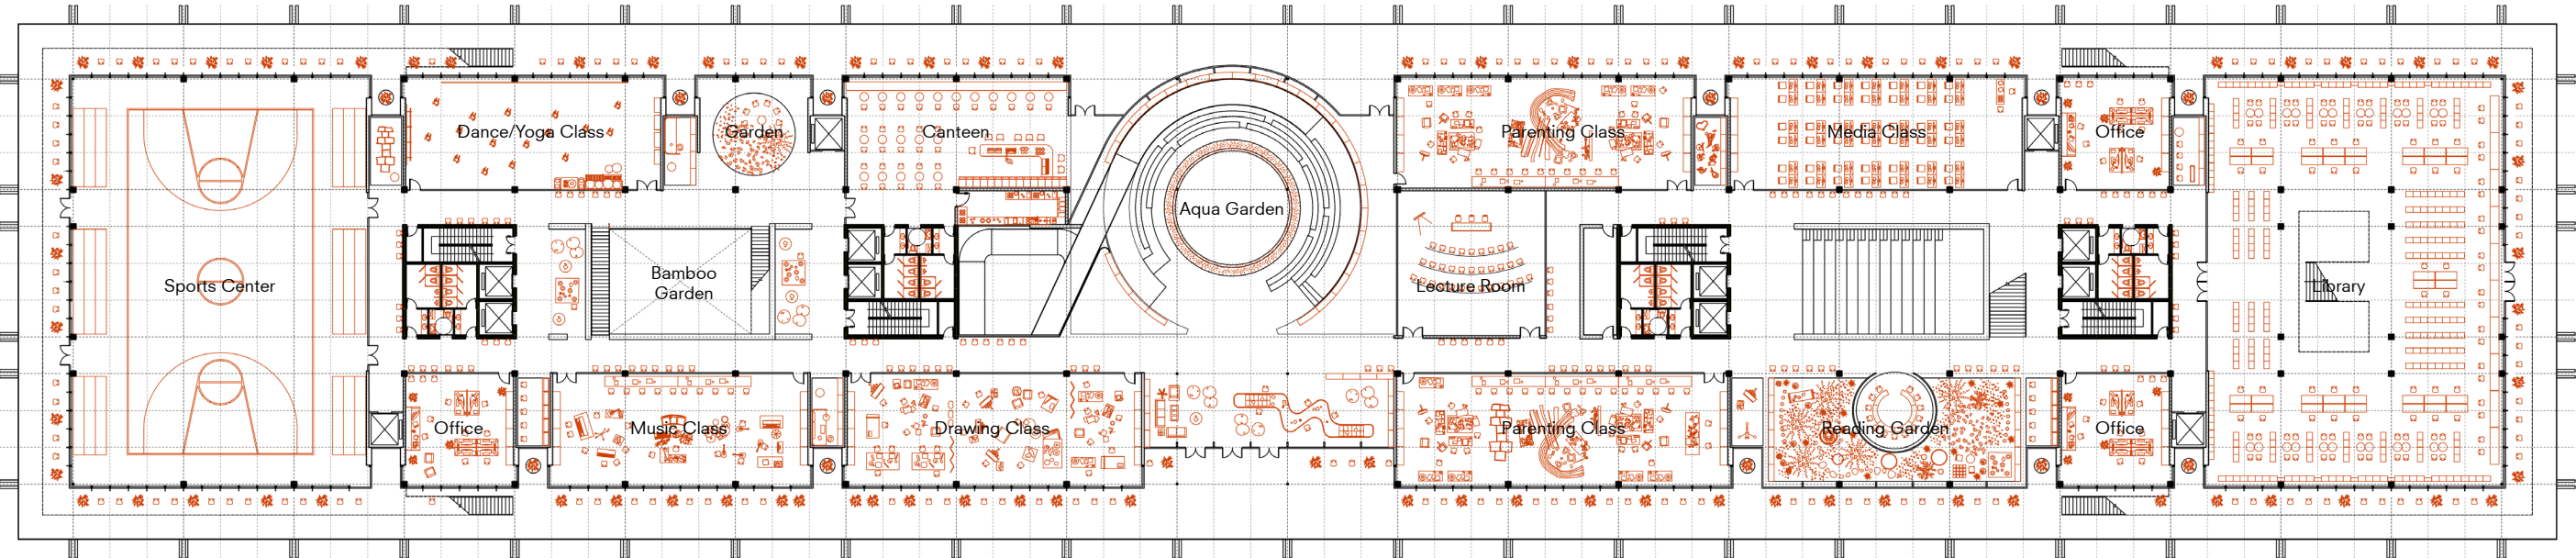 Dance/Yoga Class
Garden
Canteen
Parenting Class
Media Class
Office
Aqua Garden
Sports Center
Bamboo
Garden
Lecture Room
Library
Office
Music Class
Drawing Class
Parenting Class
Reading Garden
Office